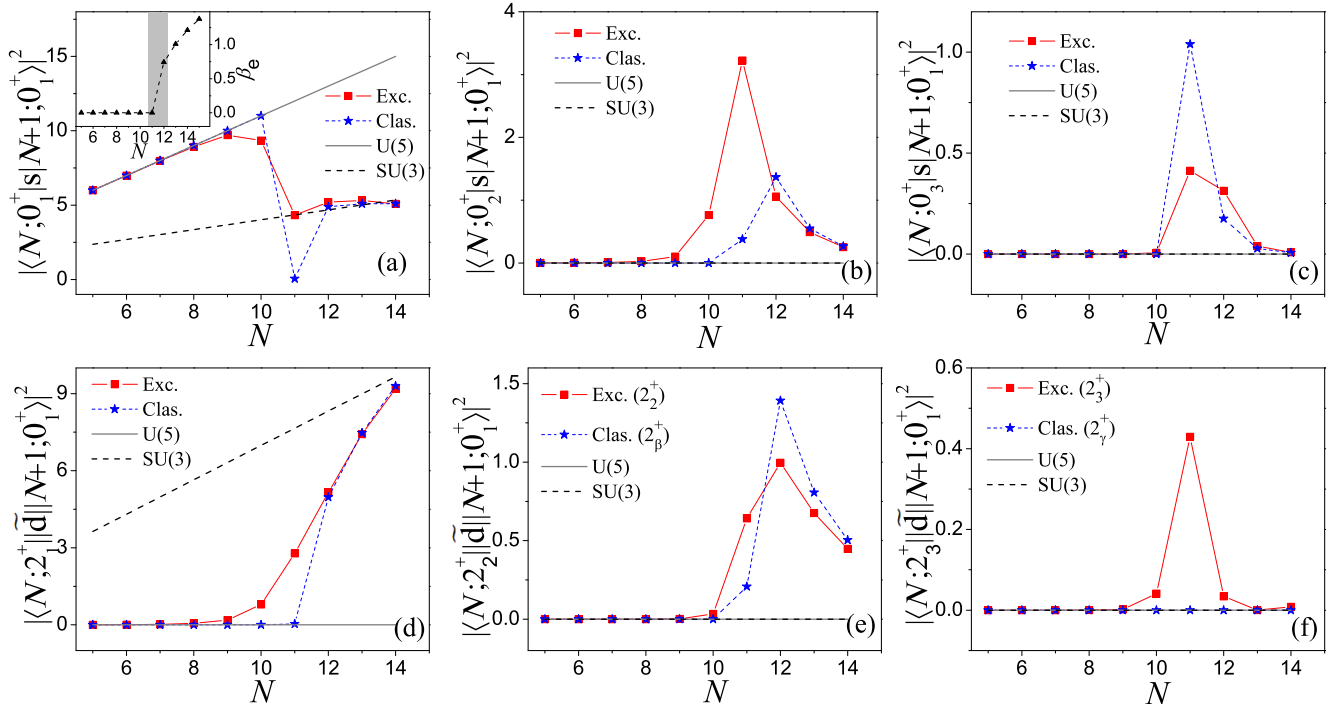 |⟨N;0₁⁺|s|N+1;0₁⁺⟩|²
15
10
5
0
6 8 10 12 14
N
1.0
0.5
0.0
βₑ
6 8 10 12 14
N
Exc.
Clas.
U(5)
SU(3)
(a)
|⟨N;0₂⁺|s|N+1;0₁⁺⟩|²
4
2
0
Exc.
Clas.
U(5)
SU(3)
(b)
6 8 10 12 14
N
|⟨N;0₃⁺|s|N+1;0₁⁺⟩|²
1.0
0.5
0.0
Exc.
Clas.
U(5)
SU(3)
(c)
6 8 10 12 14
N
|⟨N;2₁⁺||d̃||N+1;0₁⁺⟩|²
9
6
3
0
Exc.
Clas.
U(5)
SU(3)
(d)
6 8 10 12 14
N
|⟨N;2₂⁺||d̃||N+1;0₁⁺⟩|²
1.5
1.0
0.5
0.0
Exc. (2₂⁺)
Clas. (2ᵦ⁺)
U(5)
SU(3)
(e)
6 8 10 12 14
N
|⟨N;2₃⁺||d̃||N+1;0₁⁺⟩|²
0.6
0.4
0.2
0.0
Exc. (2₃⁺)
Clas. (2ᵧ⁺)
U(5)
SU(3)
(f)
6 8 10 12 14
N